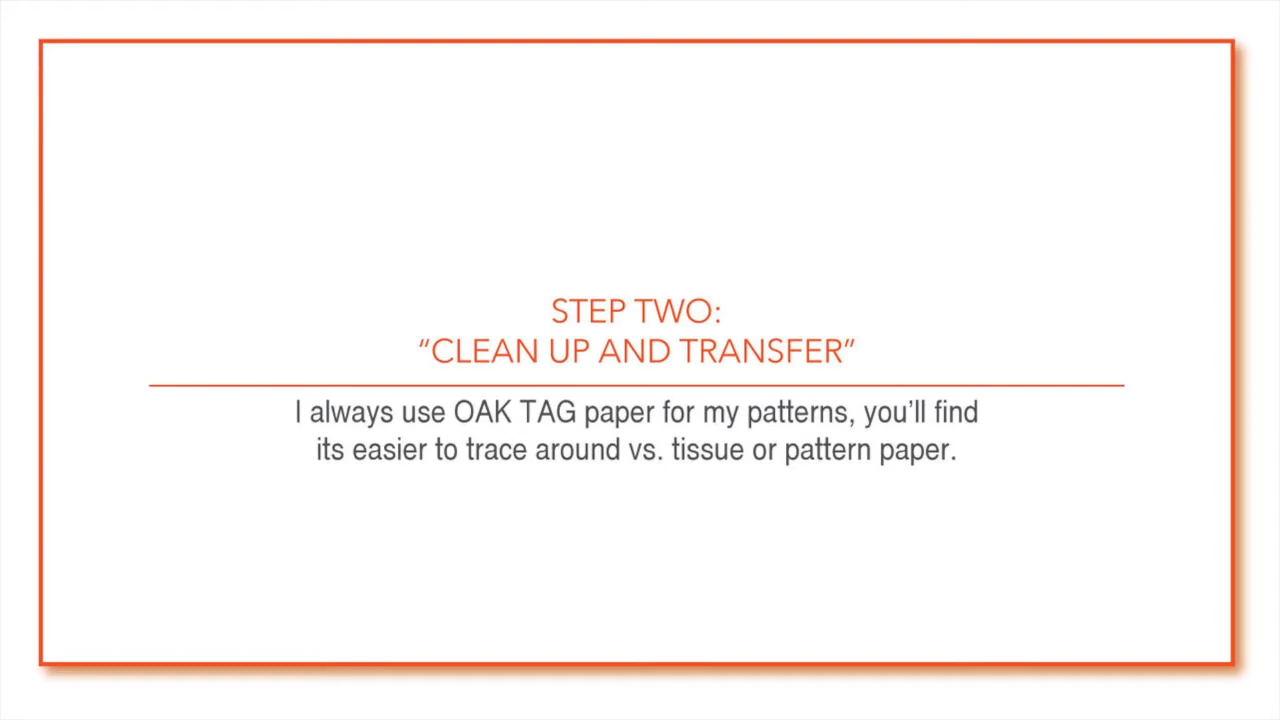 STEP TWO:
“CLEAN UP AND TRANSFER”
I always use OAK TAG paper for my patterns, you’ll find
its easier to trace around vs. tissue or pattern paper.